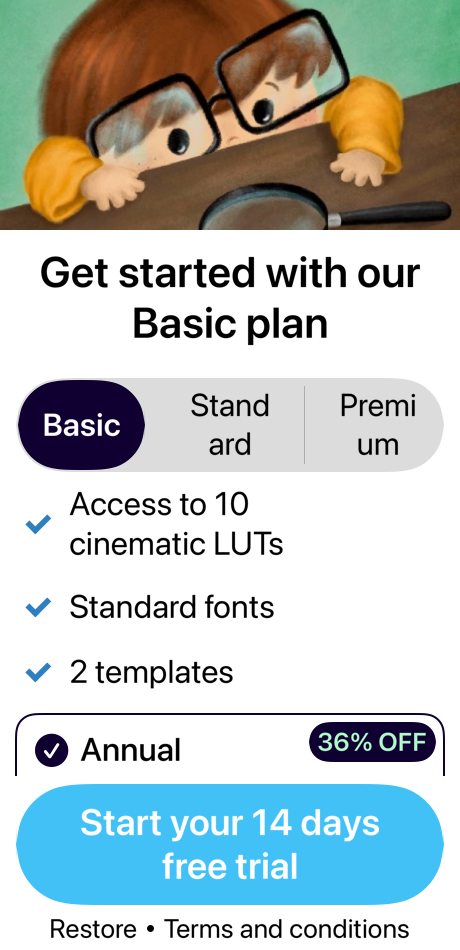 Get started with our
Basic plan
Basic
Stand
ard
Premi
um
Access to 10
cinematic LUTs
Standard fonts
2 templates
Annual
36% OFF
Start your 14 days
free trial
Restore • Terms and conditions